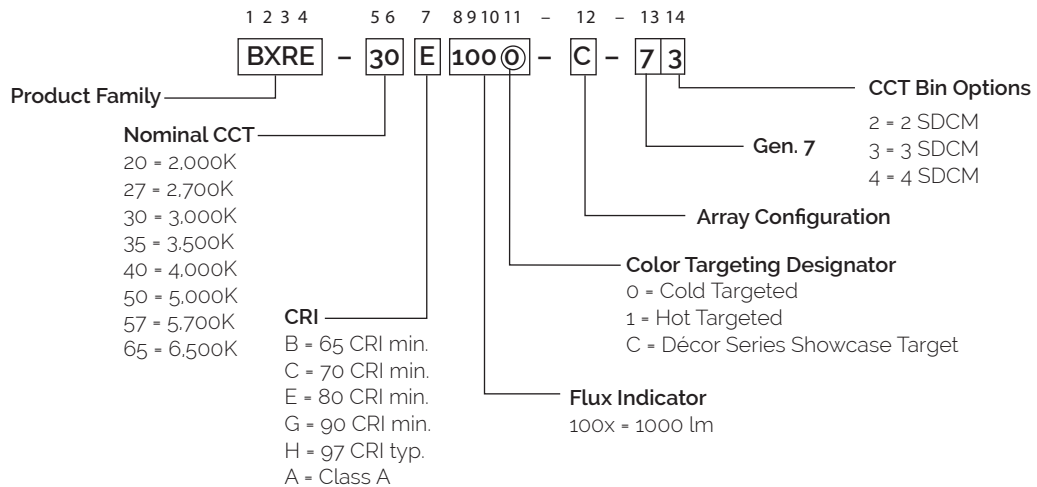 1 2 3 4 5 6 7 8 9 10 11 – 12 – 13 14
BXRE – 30 E 100 0 – C – 7 3
Product Family
Nominal CCT
20 = 2,000K
27 = 2,700K
30 = 3,000K
35 = 3,500K
40 = 4,000K
50 = 5,000K
57 = 5,700K
65 = 6,500K
CRI
B = 65 CRI min.
C = 70 CRI min.
E = 80 CRI min.
G = 90 CRI min.
H = 97 CRI typ.
A = Class A
Flux Indicator
100x = 1000 lm
Color Targeting Designator
0 = Cold Targeted
1 = Hot Targeted
C = Décor Series Showcase Target
Array Configuration
Gen. 7
CCT Bin Options
2 = 2 SDCM
3 = 3 SDCM
4 = 4 SDCM